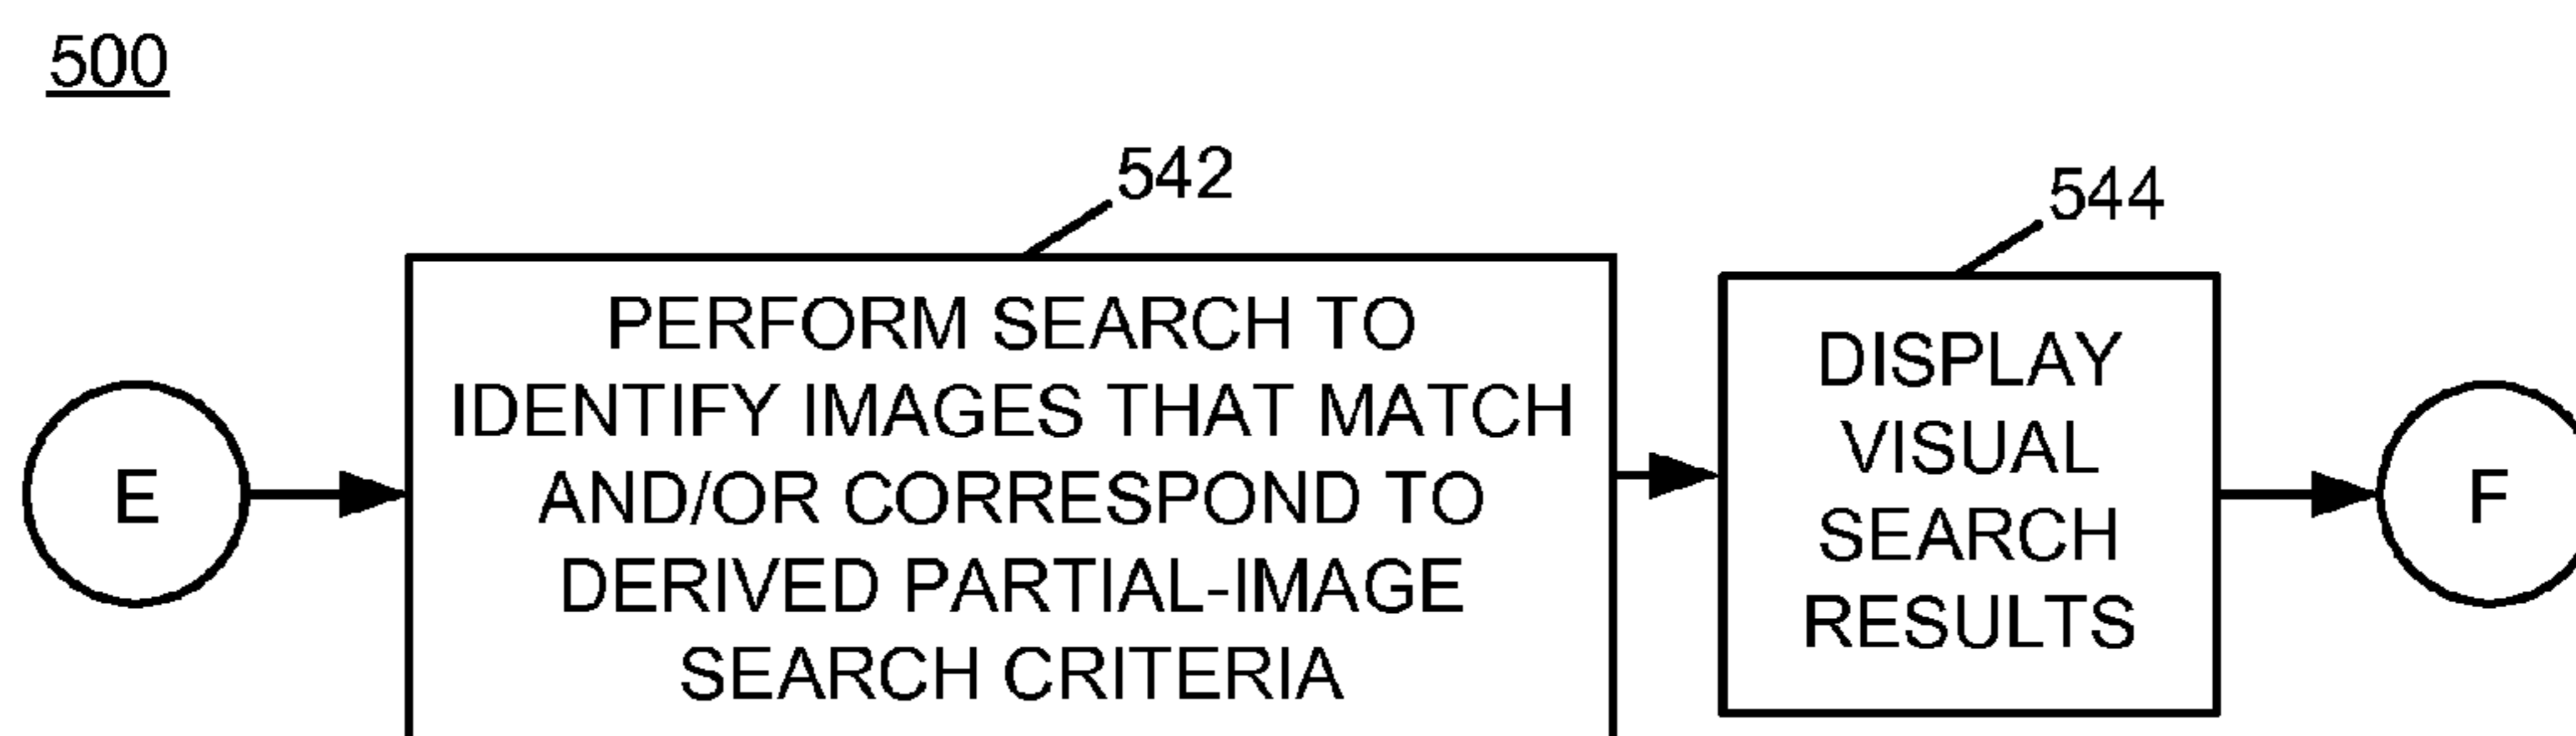 500
542
544
E
PERFORM SEARCH TO
IDENTIFY IMAGES THAT MATCH
AND/OR CORRESPOND TO
DERIVED PARTIAL-IMAGE
SEARCH CRITERIA
DISPLAY
VISUAL
SEARCH
RESULTS
F